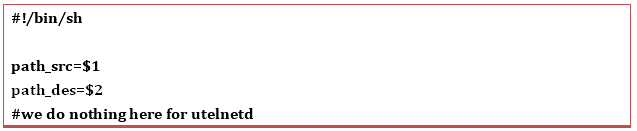 #!/bin/sh
path_src=$1
path_des=$2
#we do nothing here for utelnetd